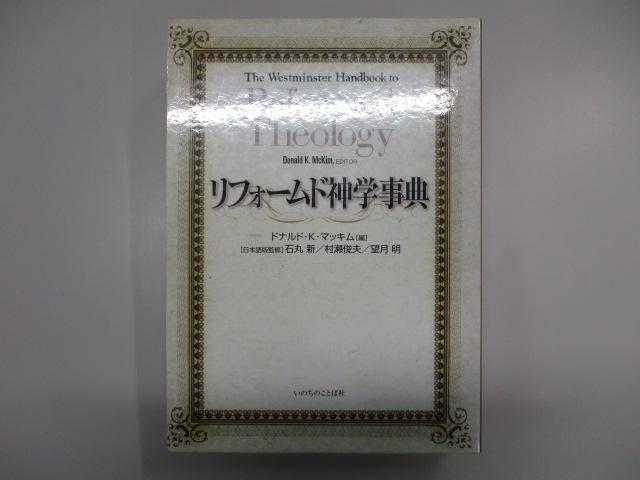 The Westminster Handbook to
Reformed
Theology
Donald K. McKim, EDITOR
リフォームド神学事典
ドナルド・K・マッキム[編]
[日本語版監修]石丸 新／村瀬俊夫／望月 明
いのちのことば社